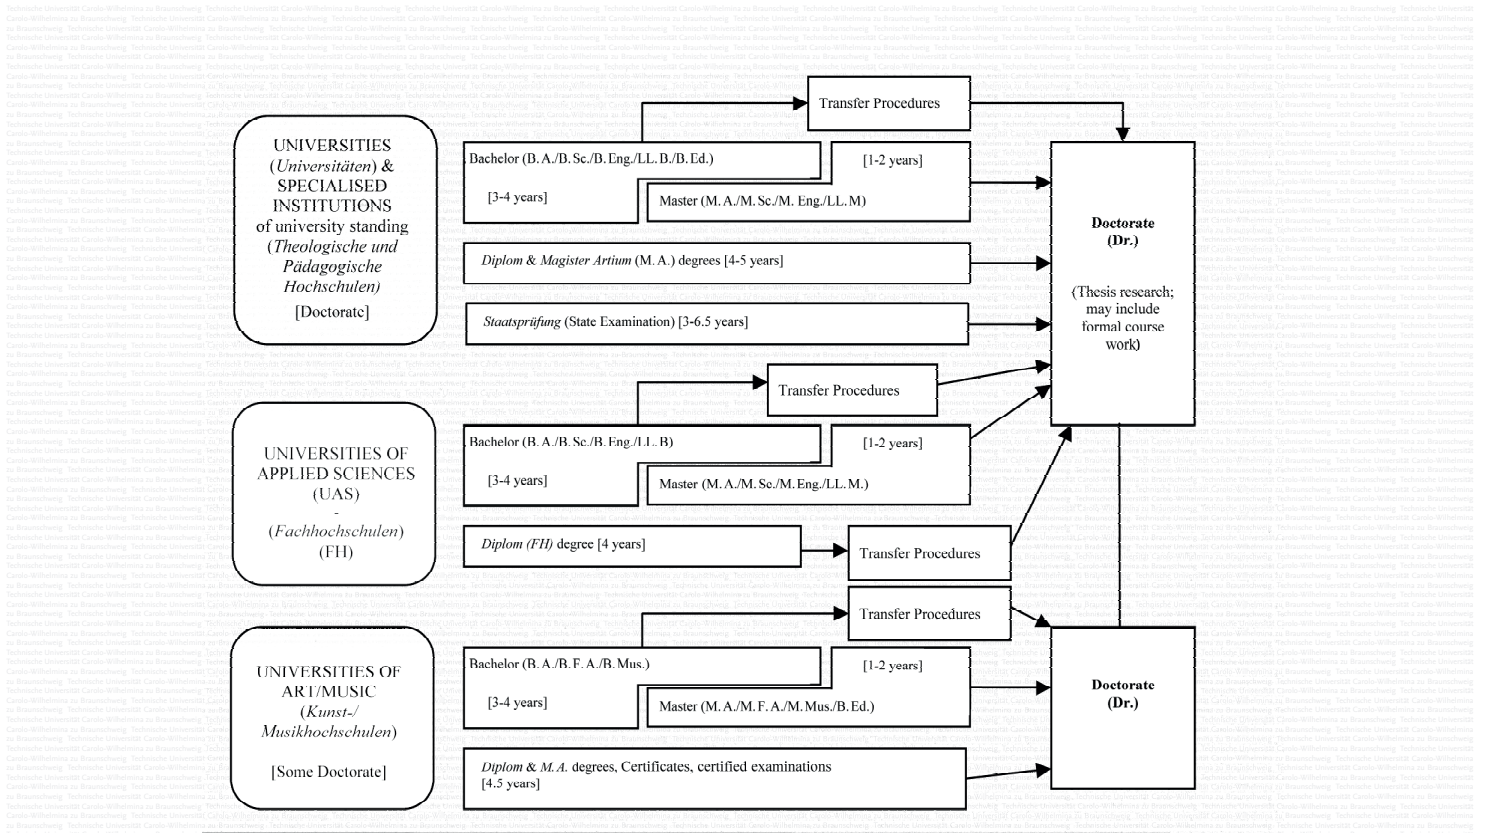 UNIVERSITIES
(Universitäten) &
SPECIALISED
INSTITUTIONS
of university standing
(Theologische und
Pädagogische
Hochschulen)
[Doctorate]
Transfer Procedures
Bachelor (B. A./B. Sc./B. Eng./LL. B./B. Ed.)
[3-4 years]
[1-2 years]
Master (M. A./M. Sc./M. Eng./LL. M)
Diplom & Magister Artium (M. A.) degrees [4-5 years]
Staatsprüfung (State Examination) [3-6.5 years]
Doctorate
(Dr.)
(Thesis research;
may include
formal course
work)
UNIVERSITIES OF
APPLIED SCIENCES
(UAS)
-
(Fachhochschulen)
(FH)
Transfer Procedures
Bachelor (B. A./B. Sc./B. Eng./LL. B)
[3-4 years]
[1-2 years]
Master (M. A./M. Sc./M. Eng./LL. M.)
Diplom (FH) degree [4 years]
Transfer Procedures
UNIVERSITIES OF
ART/MUSIC
(Kunst-/
Musikhochschulen)
[Some Doctorate]
Transfer Procedures
Bachelor (B. A./B. F. A./B. Mus.)
[3-4 years]
[1-2 years]
Master (M. A./M. F. A./M. Mus./B. Ed.)
Diplom & M. A. degrees, Certificates, certified examinations
[4.5 years]
Doctorate
(Dr.)